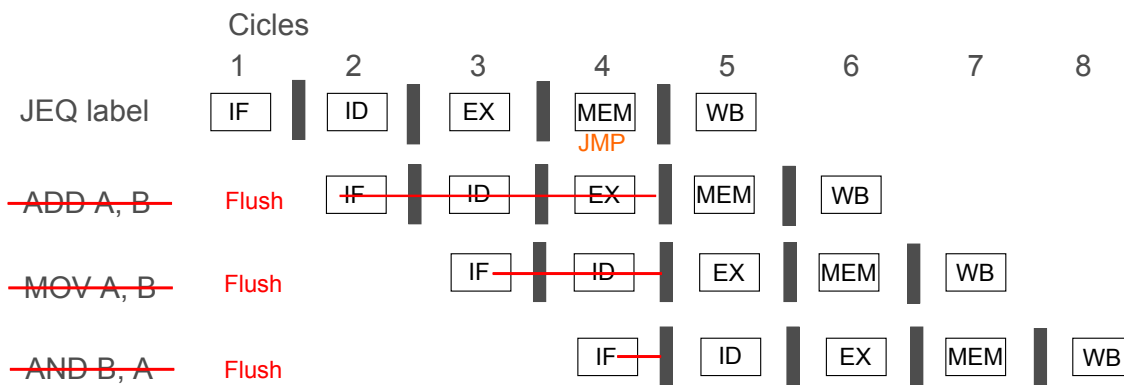 Cicles
1 2 3 4 5 6 7 8
JEQ label IF ID EX MEM WB
JMP
ADD A, B Flush IF ID EX MEM WB
MOV A, B Flush IF ID EX MEM WB
AND B, A Flush IF ID EX MEM WB